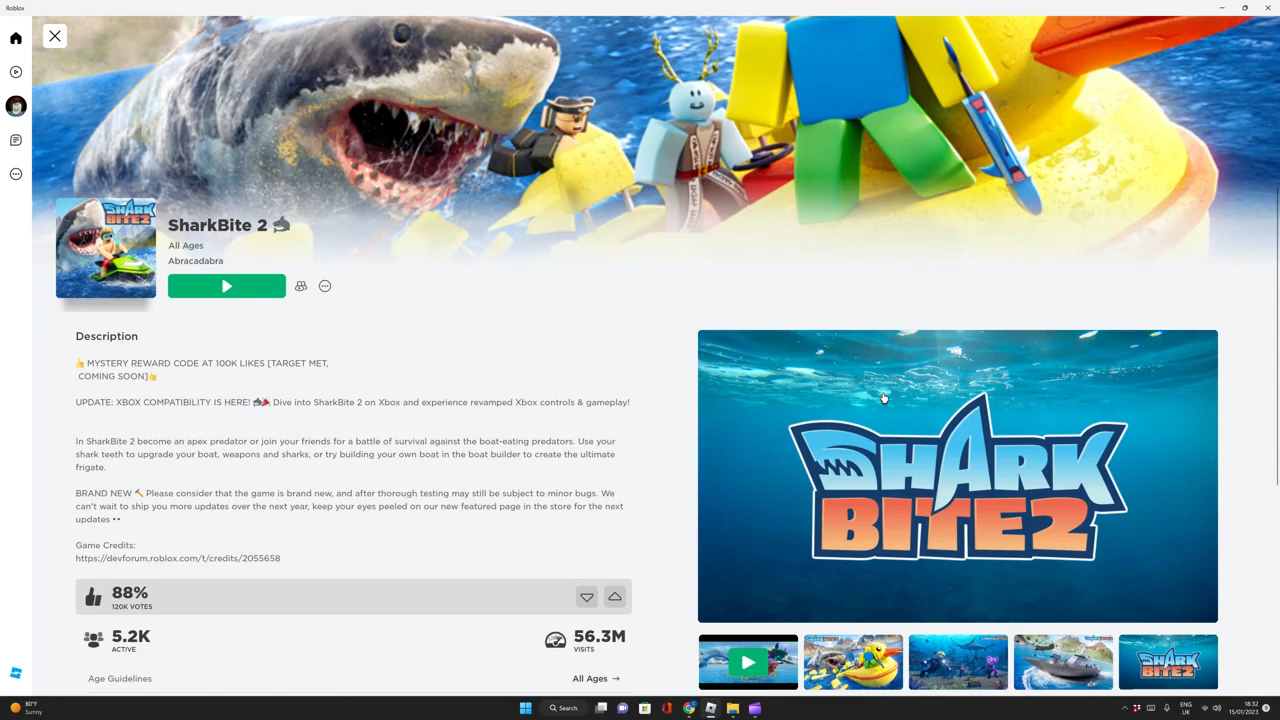 Roblox
SHARK
BITE2
SharkBite 2
All Ages
Abracadabra
Description
👍 MYSTERY REWARD CODE AT 100K LIKES [TARGET MET,
COMING SOON]👍
UPDATE: XBOX COMPATIBILITY IS HERE! 🦈🎉 Dive into SharkBite 2 on Xbox and experience revamped Xbox controls & gameplay!
In SharkBite 2 become an apex predator or join your friends for a battle of survival against the boat-eating predators. Use your
shark teeth to upgrade your boat, weapons and sharks, or try building your own boat in the boat builder to create the ultimate
frigate.
BRAND NEW 🔨 Please consider that the game is brand new, and after thorough testing may still be subject to minor bugs. We
can't wait to ship you more updates over the next year, keep your eyes peeled on our new featured page in the store for the next
updates 👀
Game Credits:
https://devforum.roblox.com/t/credits/2055658
88%
120K VOTES
5.2K
ACTIVE
56.3M
VISITS
Age Guidelines
All Ages →
SHARK
BITE2
SHARK
BITE2
80°F
Sunny
Search
ENG
UK
18:32
15/01/2023